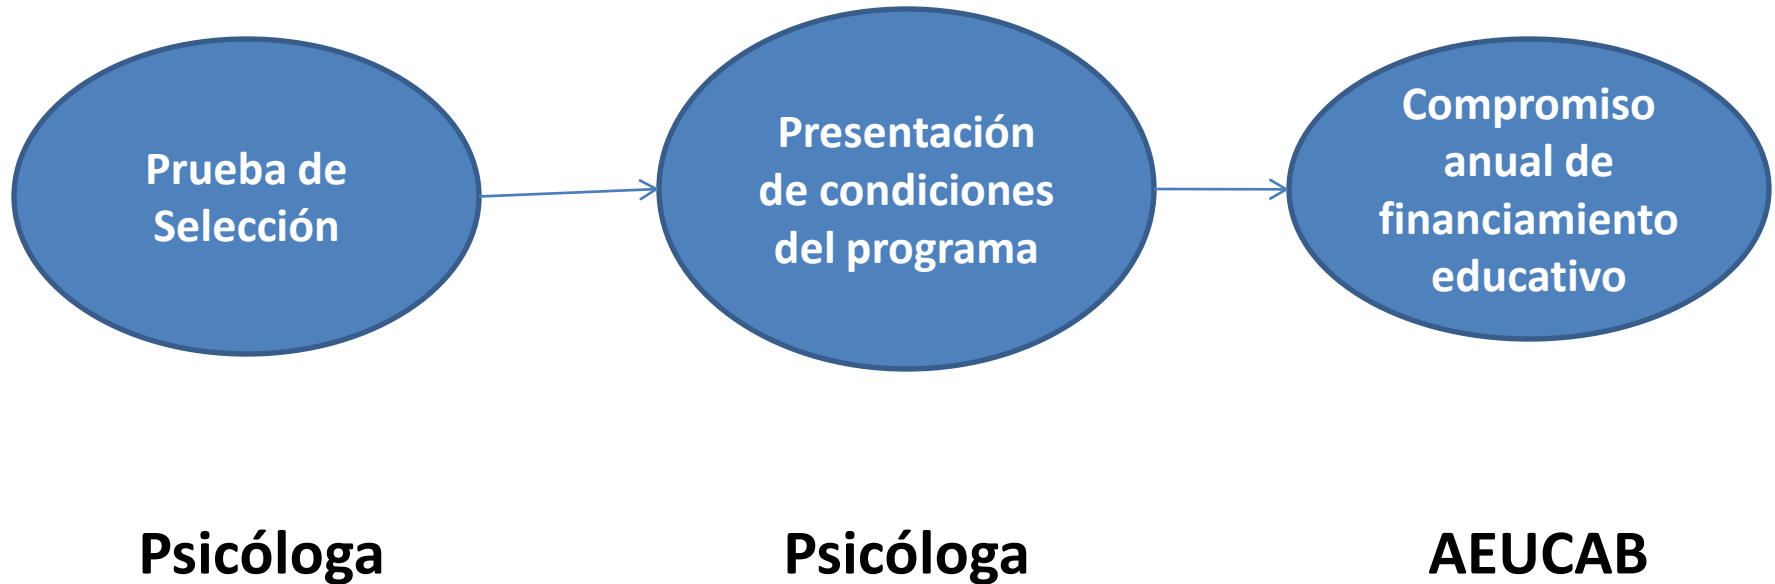 Prueba de
Selección
Presentación
de condiciones
del programa
Compromiso
anual de
financiamiento
educativo
Psicóloga
Psicóloga
AEUCAB